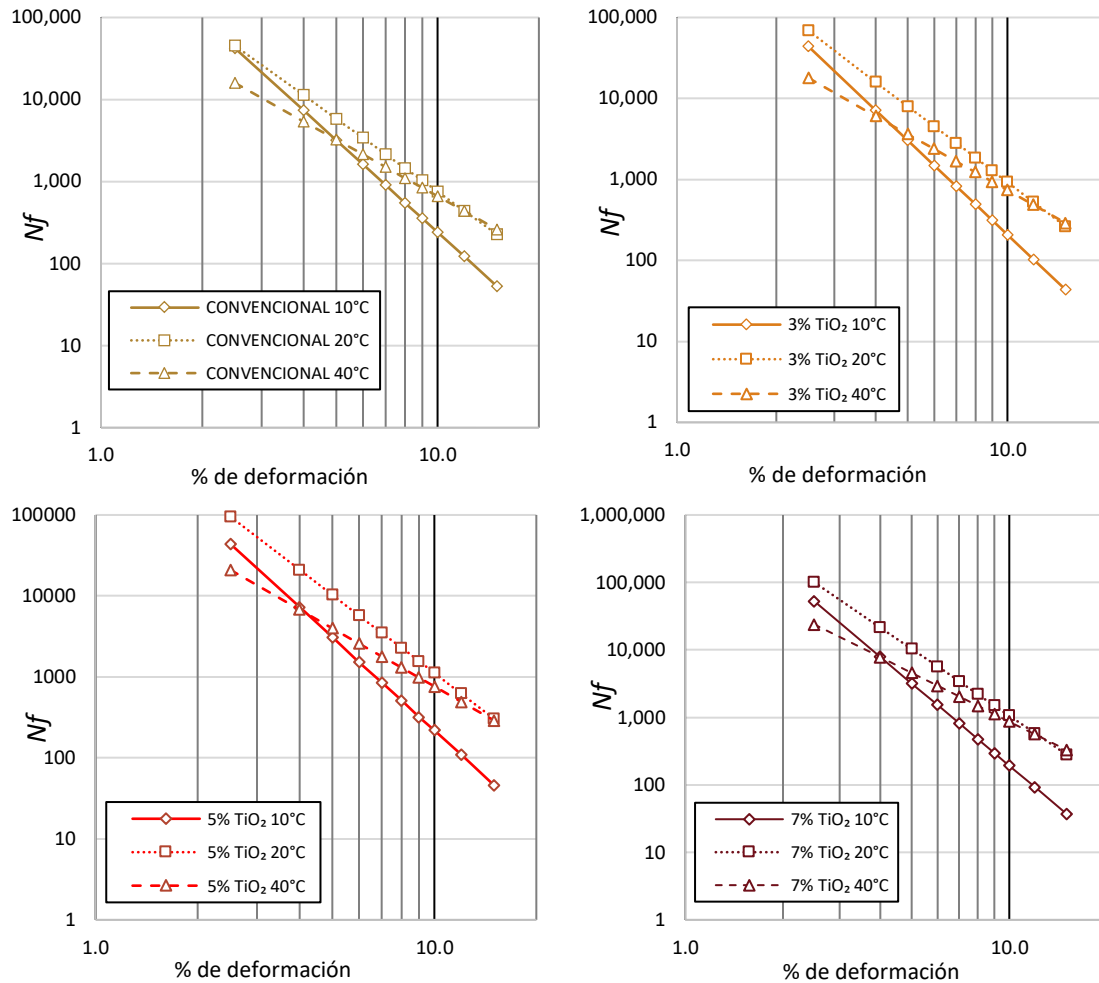 100,000
10,000
1,000
100
10
1
Nf
CONVENCIONAL 10°C
CONVENCIONAL 20°C
CONVENCIONAL 40°C
1.0
10.0
% de deformación
100,000
10,000
1,000
100
10
1
Nf
3% TiO₂ 10°C
3% TiO₂ 20°C
3% TiO₂ 40°C
1.0
10.0
% de deformación
100000
10000
1000
100
10
1
Nf
5% TiO₂ 10°C
5% TiO₂ 20°C
5% TiO₂ 40°C
1.0
10.0
% de deformación
1,000,000
100,000
10,000
1,000
100
10
1
Nf
7% TiO₂ 10°C
7% TiO₂ 20°C
7% TiO₂ 40°C
1.0
10.0
% de deformación